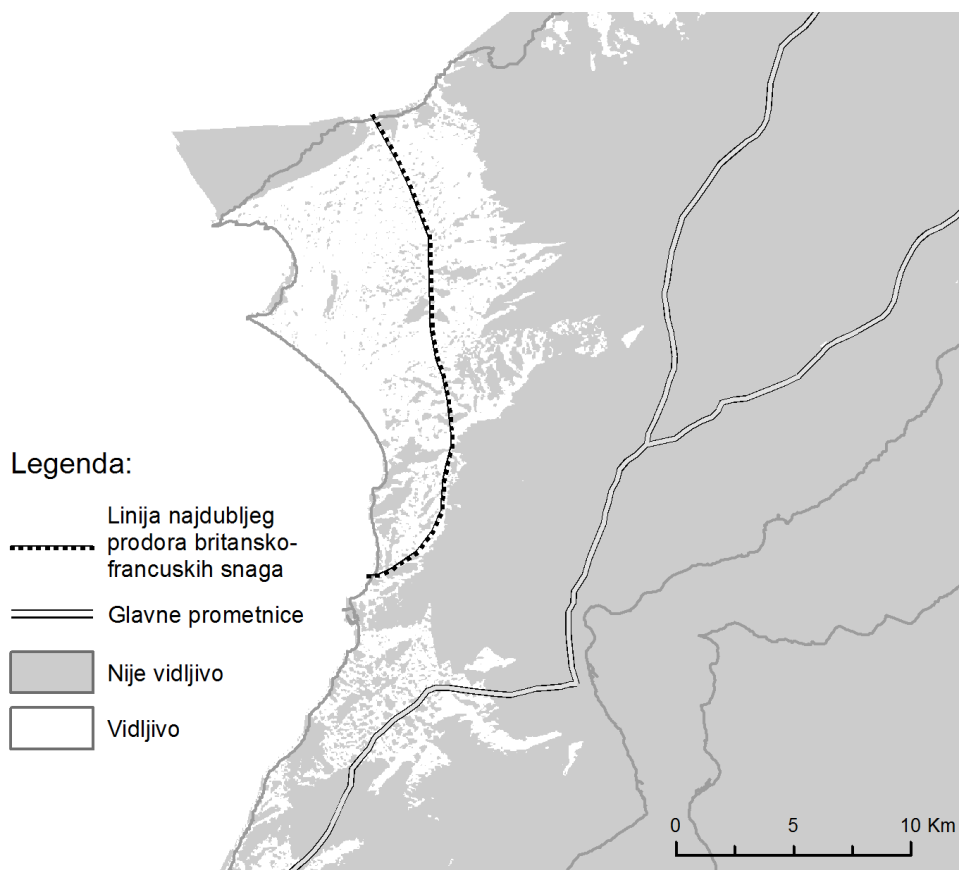 Legenda:
Linija najdubljeg
prodora britansko-
francuskih snaga
Glavne prometnice
Nije vidljivo
Vidljivo
0 5 10 Km